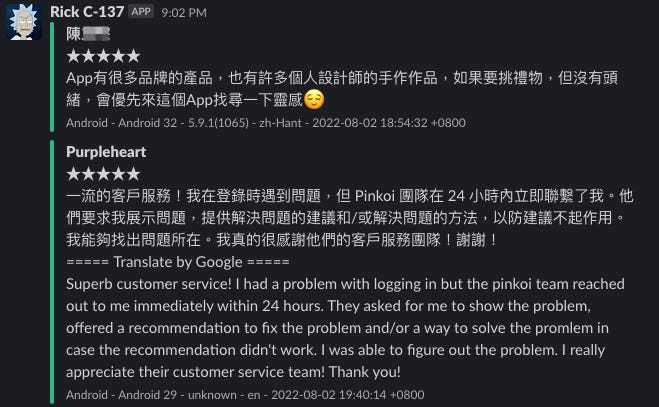 Rick C-137 APP 9:02 PM
陳
★★★★★
App有很多品牌的產品，也有許多個人設計師的手作作品，如果要挑禮物，但沒有頭
緒，會優先來這個App找尋一下靈感😌
Android - Android 32 - 5.9.1(1065) - zh-Hant - 2022-08-02 18:54:32 +0800
Purpleheart
★★★★★
一流的客戶服務！我在登錄時遇到問題，但 Pinkoi 團隊在 24 小時內立即聯繫了我。他
們要求我展示問題，提供解決問題的建議和/或解決問題的方法，以防建議不起作用。
我能夠找出問題所在。我真的很感謝他們的客戶服務團隊！謝謝！
===== Translate by Google =====
Superb customer service! I had a problem with logging in but the pinkoi team reached
out to me immediately within 24 hours. They asked for me to show the problem,
offered a recommendation to fix the problem and/or a way to solve the promlem in
case the recommendation didn't work. I was able to figure out the problem. I really
appreciate their customer service team! Thank you!
Android - Android 29 - unknown - en - 2022-08-02 19:40:14 +0800